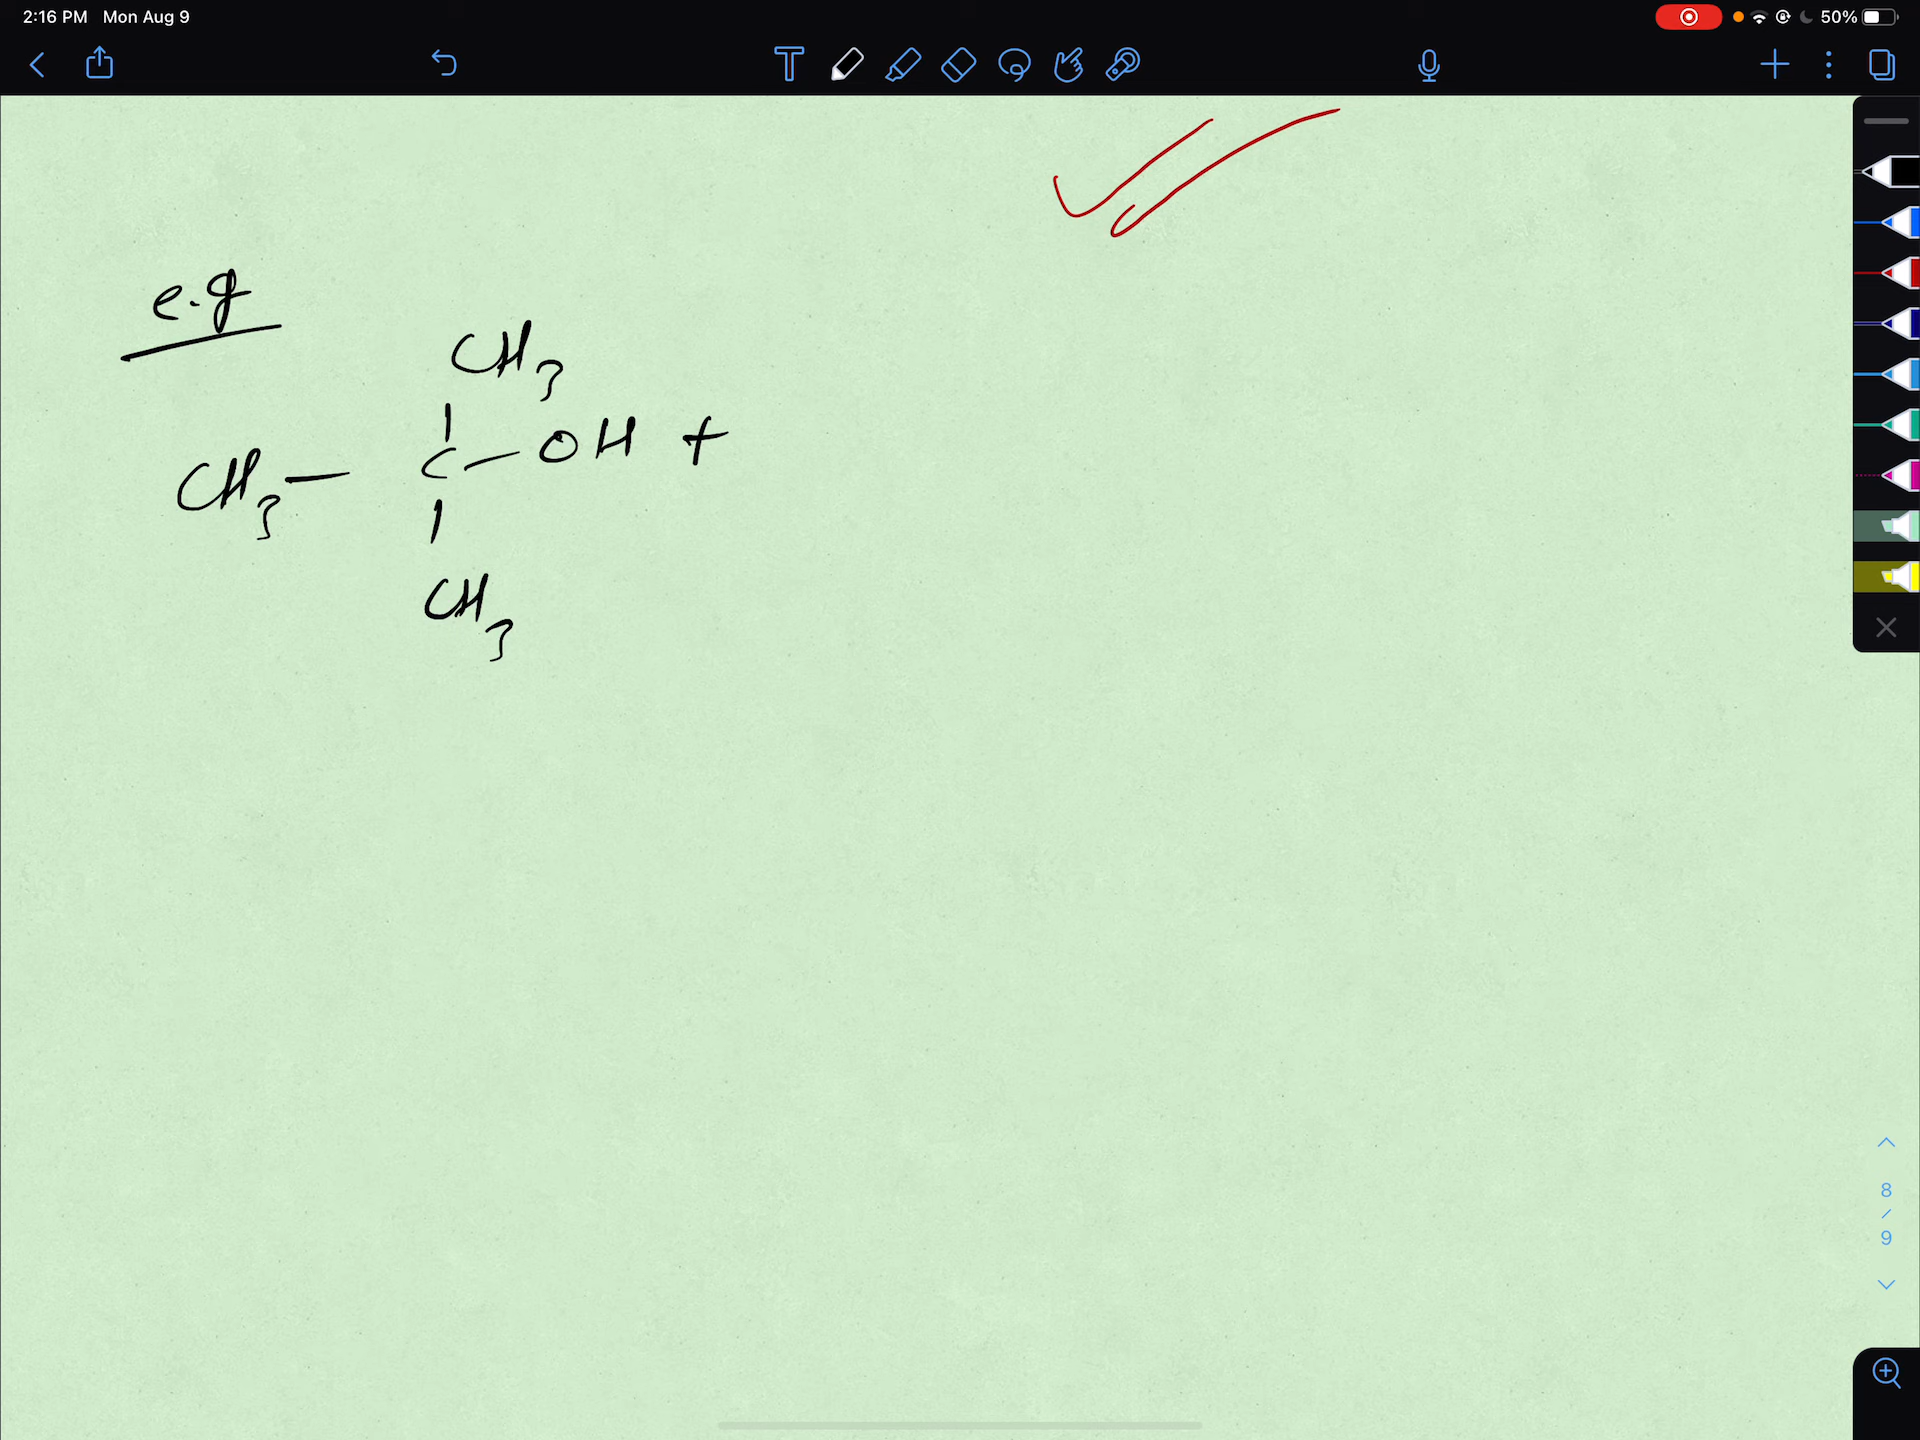 2:16 PM Mon Aug 9
50%
e.g
CH3
CH3— C—OH +
CH3
8
/
9